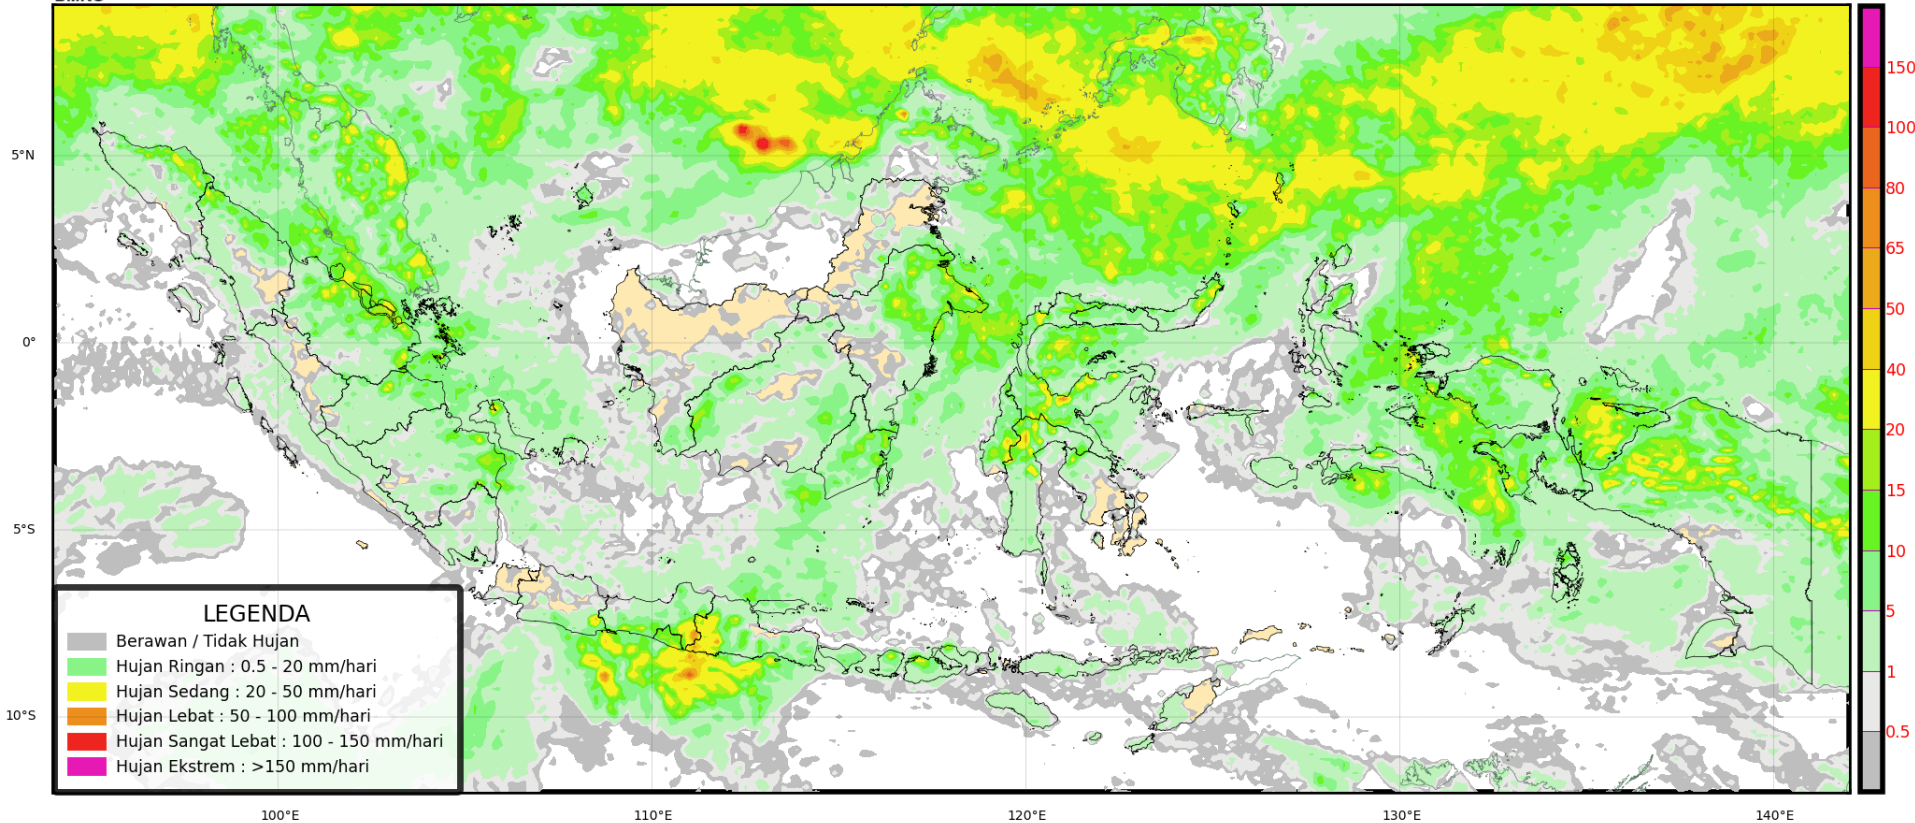 5°N
0°
5°S
10°S
100°E
110°E
120°E
130°E
140°E
LEGENDA
Berawan / Tidak Hujan
Hujan Ringan : 0.5 - 20 mm/hari
Hujan Sedang : 20 - 50 mm/hari
Hujan Lebat : 50 - 100 mm/hari
Hujan Sangat Lebat : 100 - 150 mm/hari
Hujan Ekstrem : >150 mm/hari
150
100
80
65
50
40
20
15
10
5
1
0.5